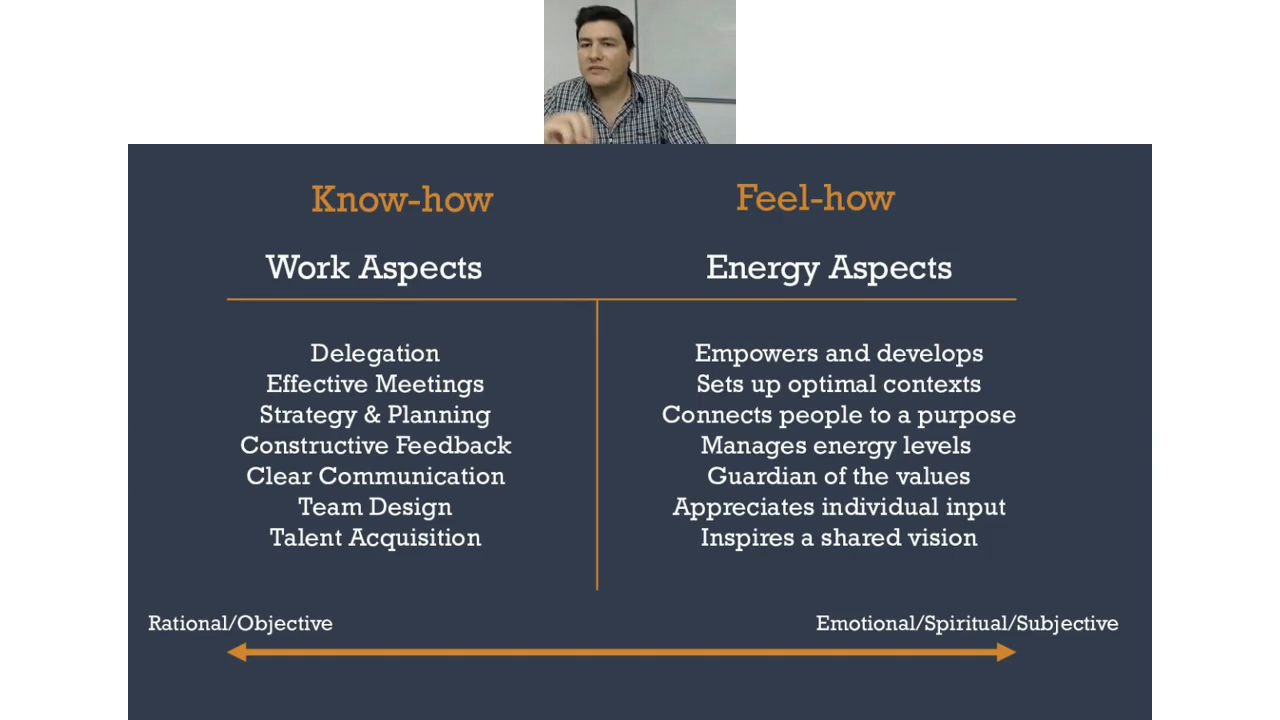 Know-how
Feel-how
Work Aspects
Energy Aspects
Delegation
Effective Meetings
Strategy & Planning
Constructive Feedback
Clear Communication
Team Design
Talent Acquisition
Empowers and develops
Sets up optimal contexts
Connects people to a purpose
Manages energy levels
Guardian of the values
Appreciates individual input
Inspires a shared vision
Rational/Objective
Emotional/Spiritual/Subjective